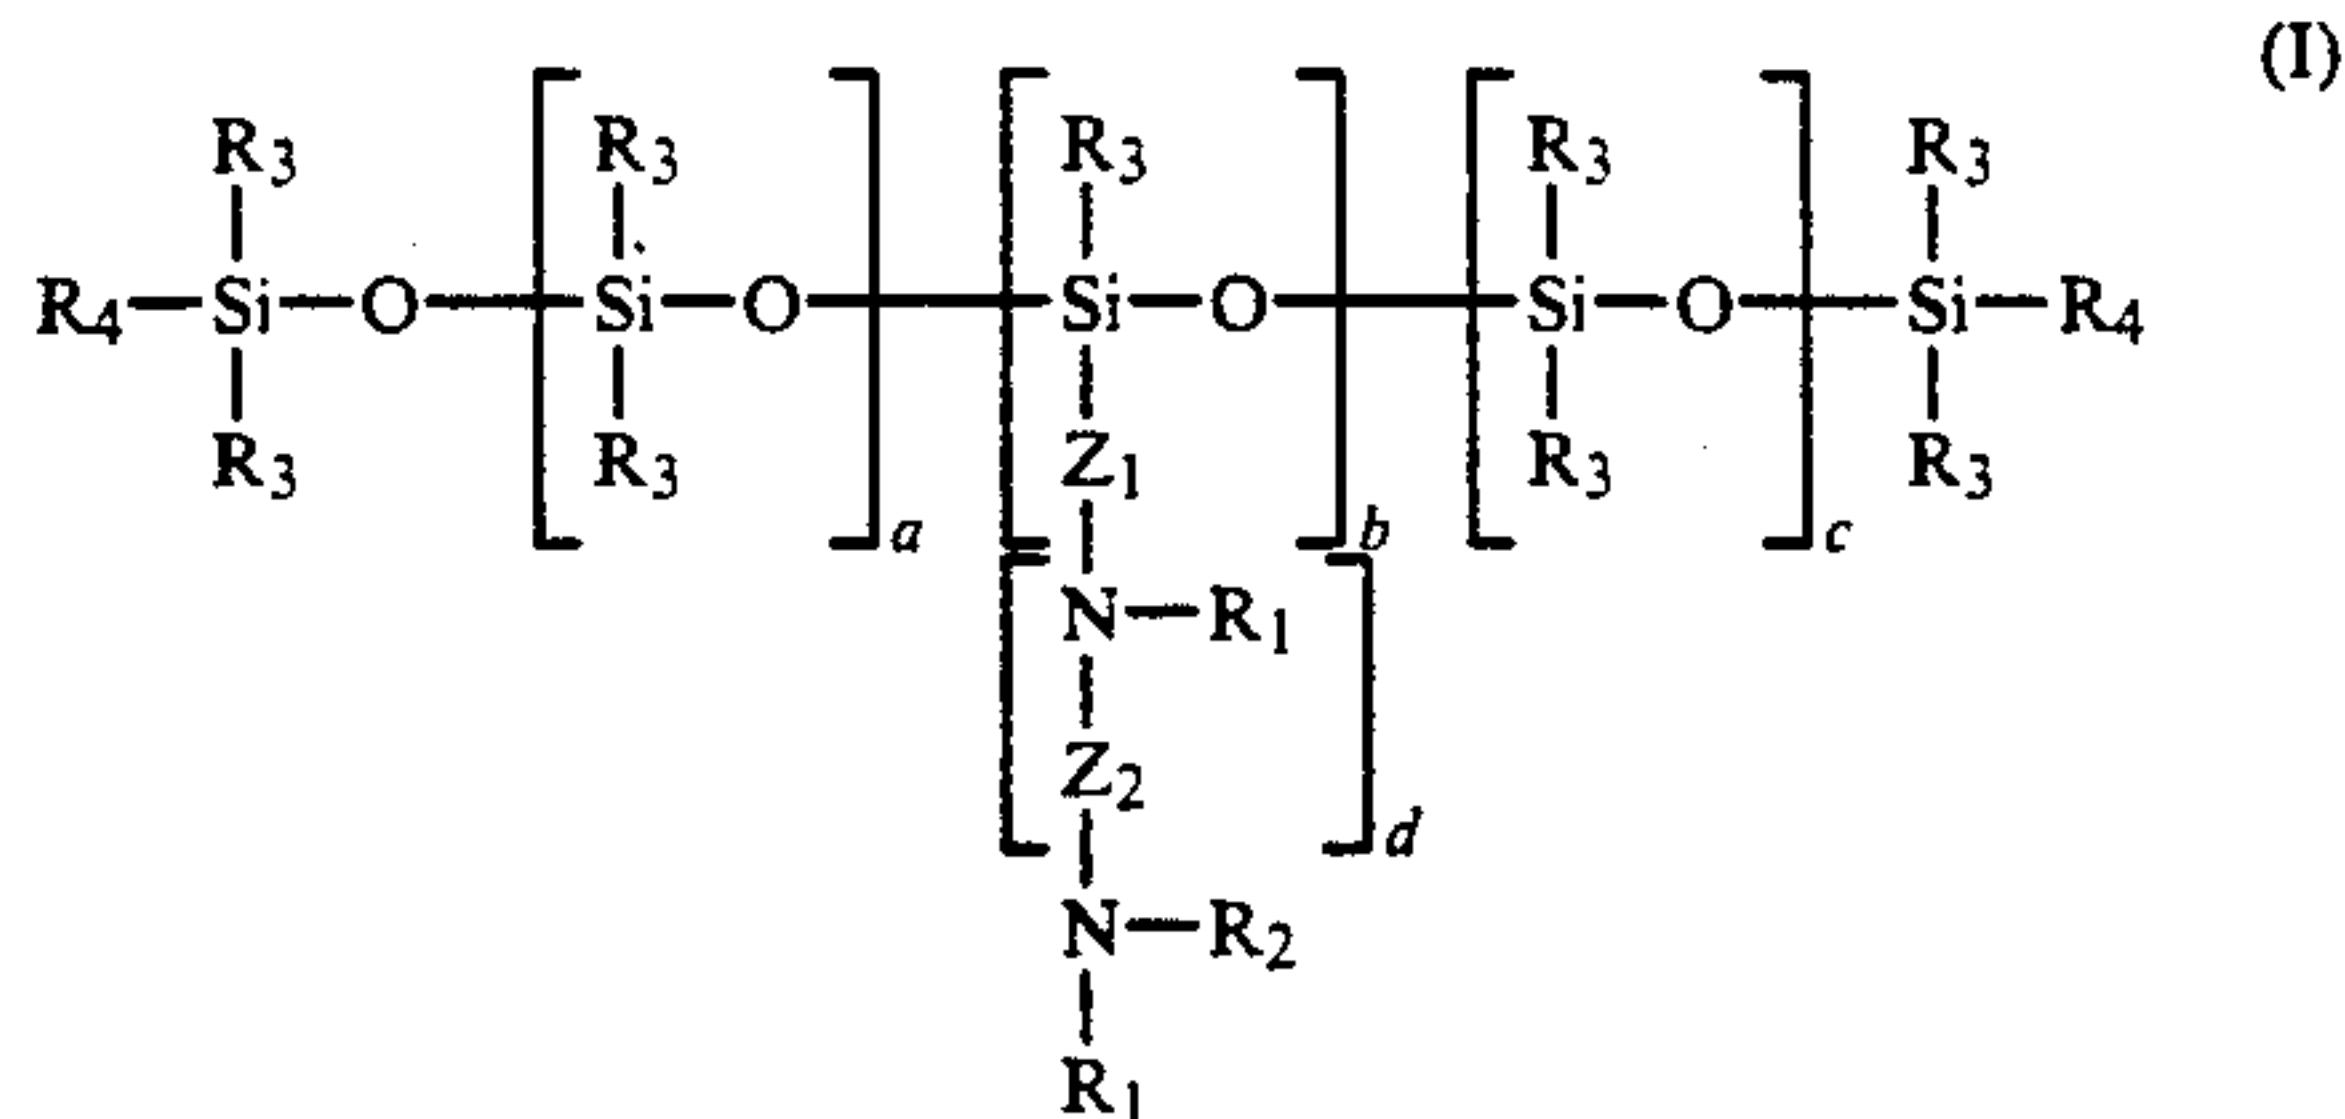 (I)
R3 R3 R3 R3 R3
R4—Si—O—Si—O—Si—O—Si—O—Si—R4
R3 R3 Z1 R3 R3
a b c
N—R1
Z2
d
N—R2
R1